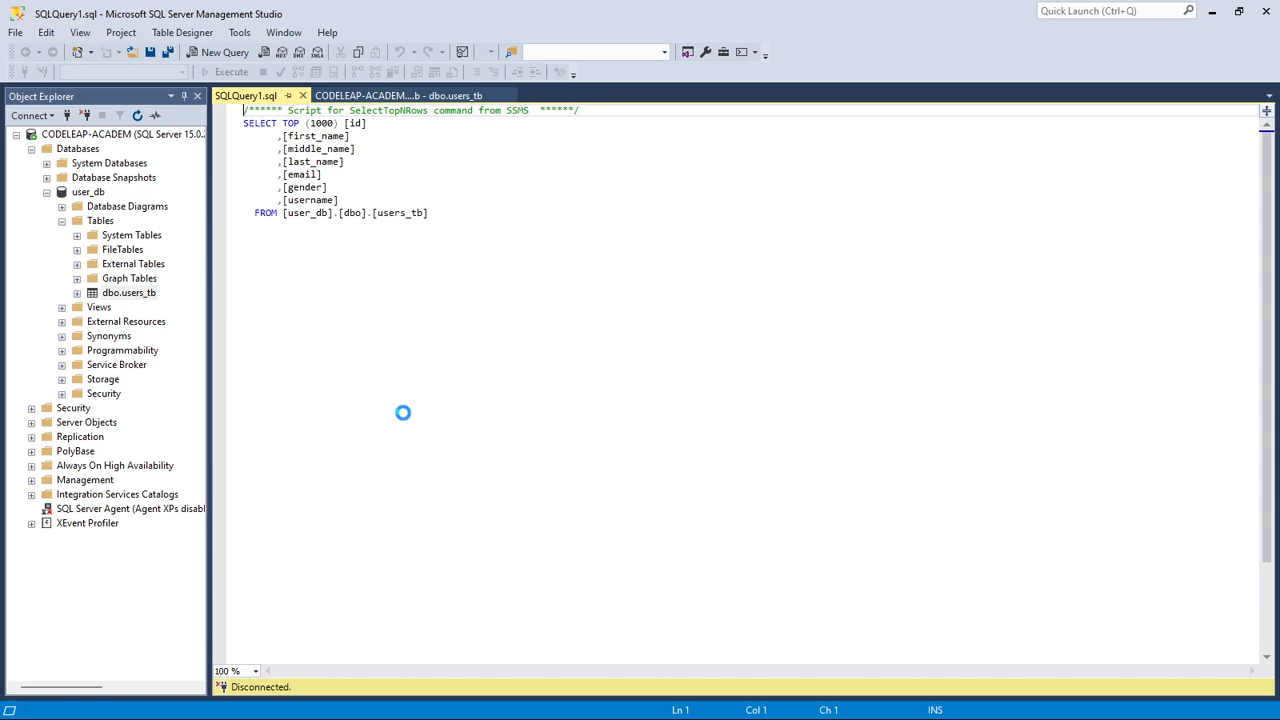 SQLQuery1.sql - Microsoft SQL Server Management Studio
Quick Launch (Ctrl+Q)
File Edit View Project Table Designer Tools Window Help
New Query
Execute
Object Explorer
SQLQuery1.sql
CODELEAP-ACADEM....b - dbo.users_tb
Connect
CODELEAP-ACADEM (SQL Server 15.0.2
Databases
System Databases
Database Snapshots
user_db
Database Diagrams
Tables
System Tables
FileTables
External Tables
Graph Tables
dbo.users_tb
Views
External Resources
Synonyms
Programmability
Service Broker
Storage
Security
Security
Server Objects
Replication
PolyBase
Always On High Availability
Management
Integration Services Catalogs
SQL Server Agent (Agent XPs disabl
XEvent Profiler
/****** Script for SelectTopNRows command from SSMS  ******/
SELECT TOP (1000) [id]
,[first_name]
,[middle_name]
,[last_name]
,[email]
,[gender]
,[username]
FROM [user_db].[dbo].[users_tb]
100 %
Disconnected.
Ln 1 Col 1 Ch 1 INS